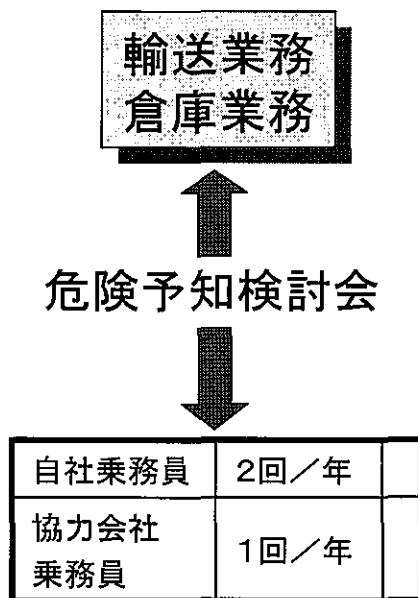 輸送業務
倉庫業務
危険予知検討会
自社乗務員 2回／年
協力会社
乗務員 1回／年